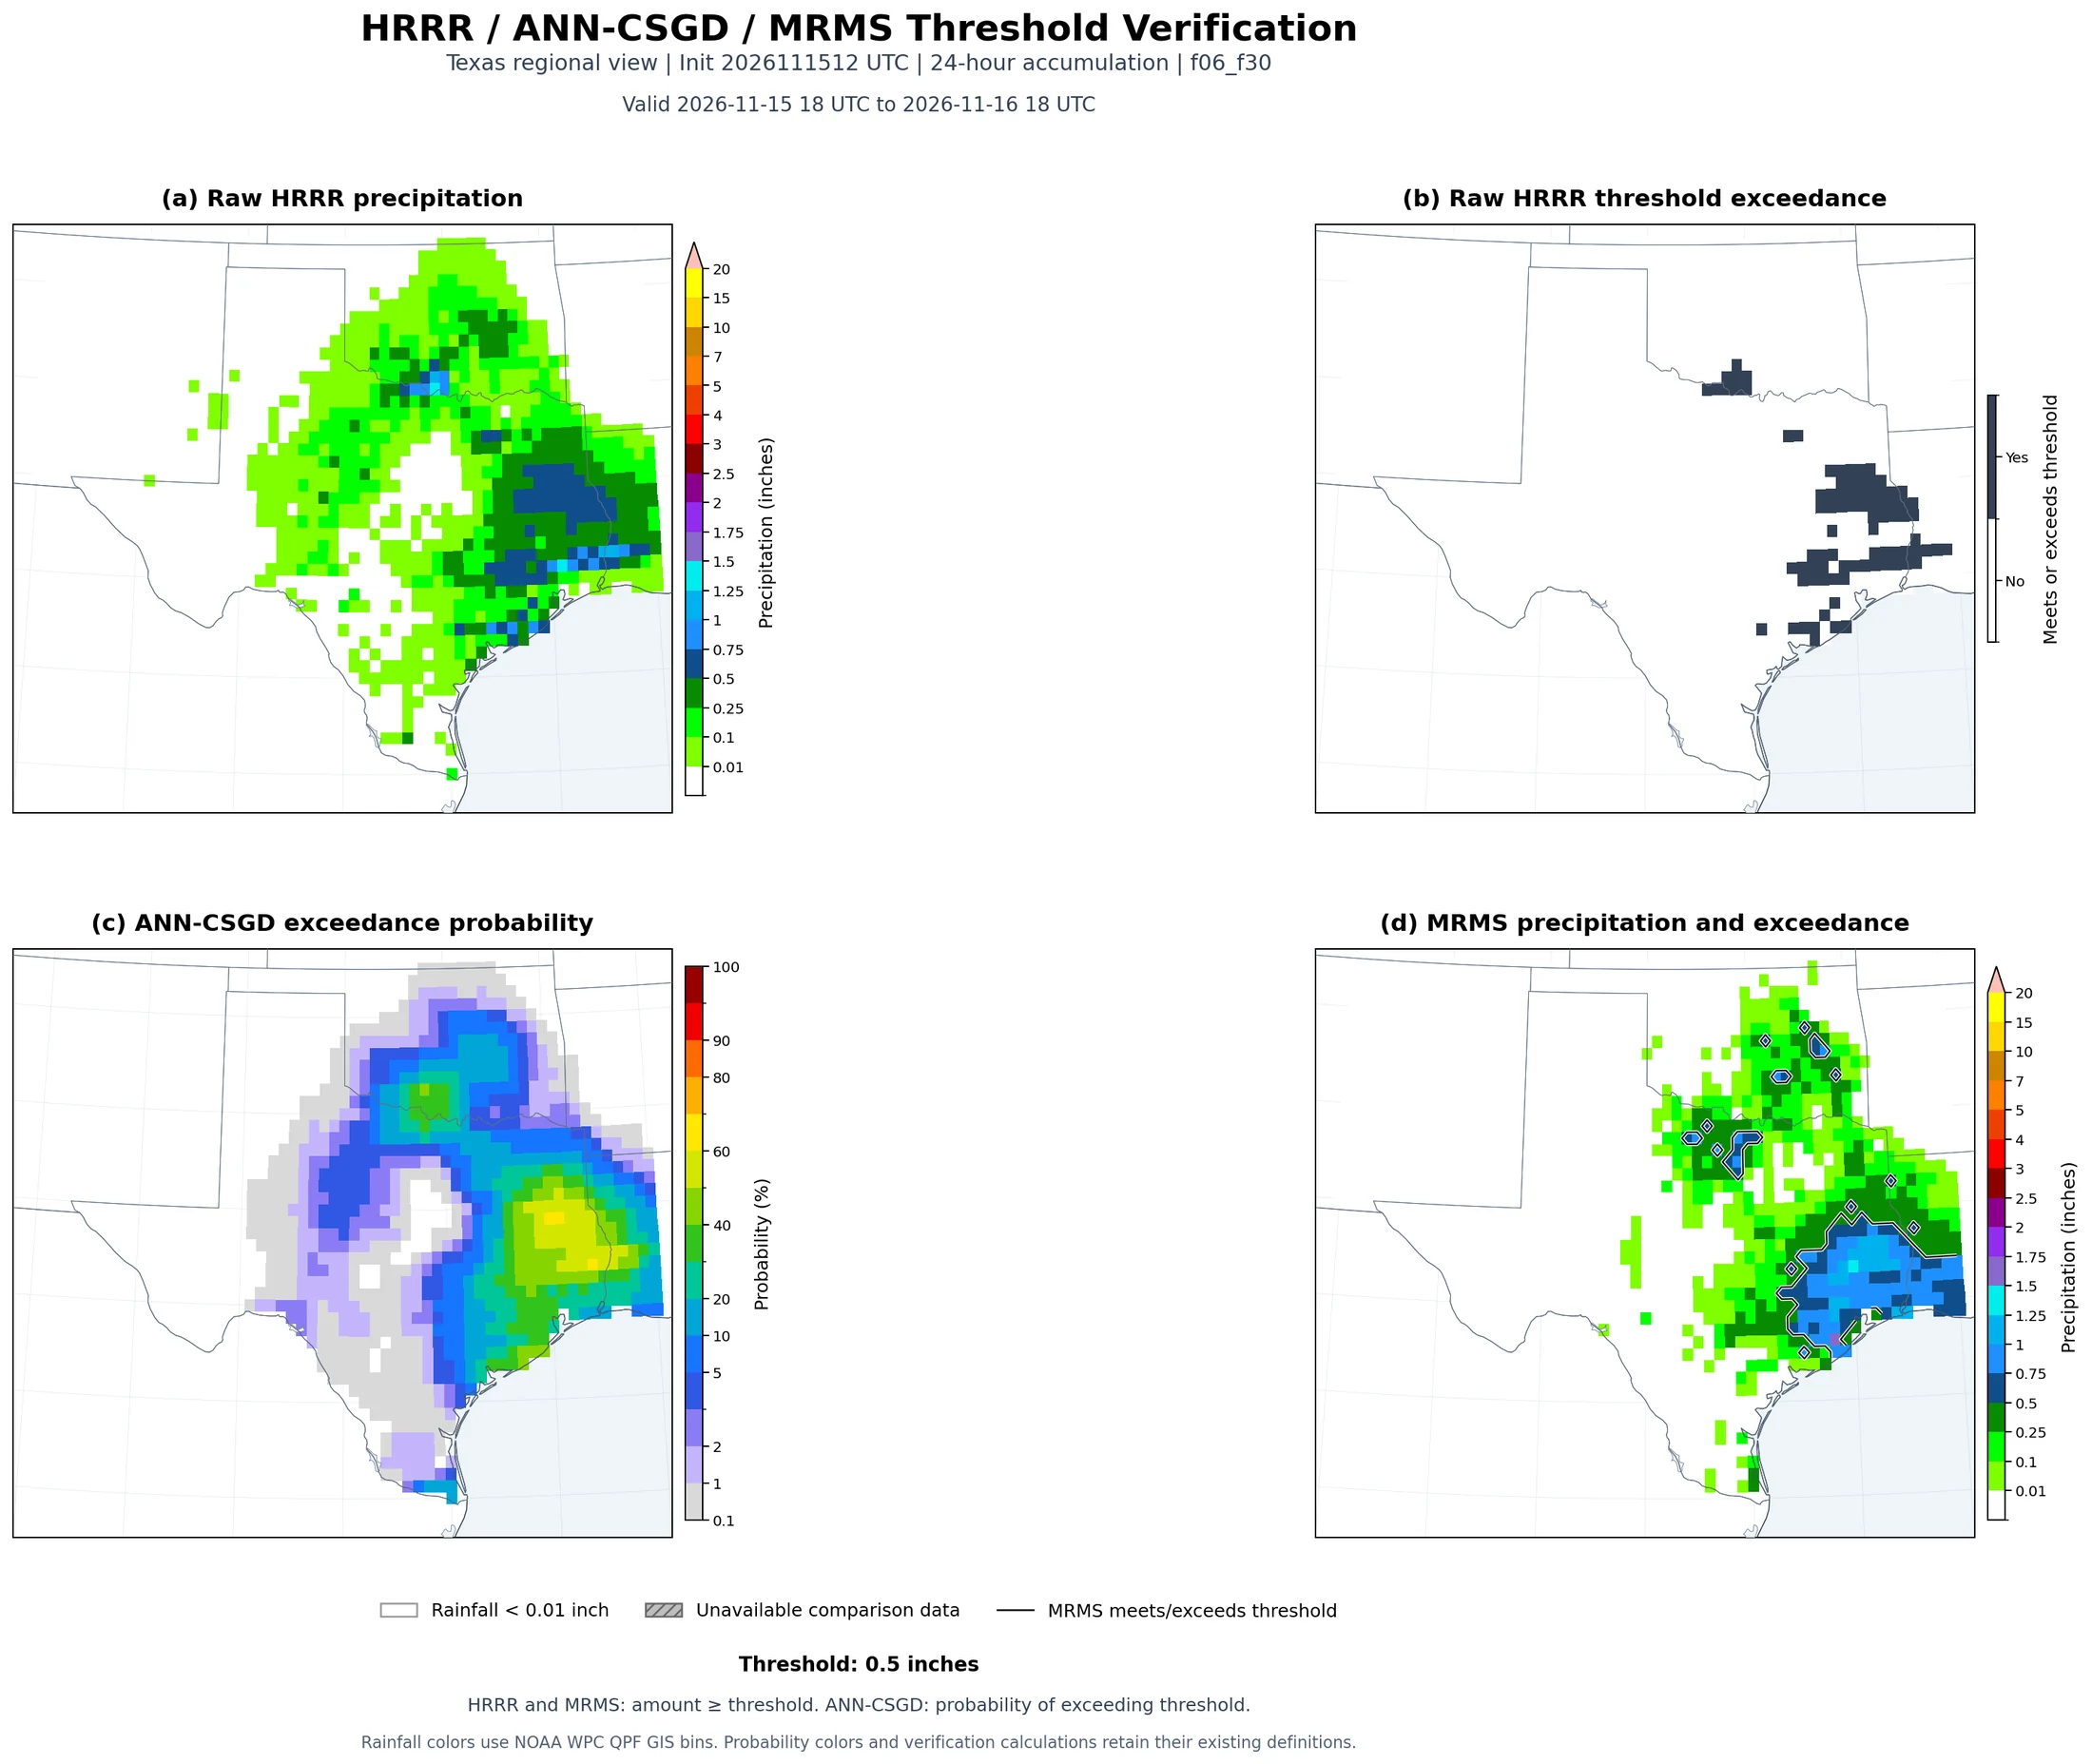 HRRR / ANN-CSGD / MRMS Threshold Verification
Texas regional view | Init 2026111512 UTC | 24-hour accumulation | f06_f30
Valid 2026-11-15 18 UTC to 2026-11-16 18 UTC
(a) Raw HRRR precipitation
20
15
10
7
5
4
3
2.5
2
1.75
1.5
1.25
1
0.75
0.5
0.25
0.1
0.01
Precipitation (inches)
(b) Raw HRRR threshold exceedance
Yes
No
Meets or exceeds threshold
(c) ANN-CSGD exceedance probability
100
90
80
60
40
20
10
5
2
1
0.1
Probability (%)
(d) MRMS precipitation and exceedance
20
15
10
7
5
4
3
2.5
2
1.75
1.5
1.25
1
0.75
0.5
0.25
0.1
0.01
Precipitation (inches)
Rainfall < 0.01 inch
Unavailable comparison data
MRMS meets/exceeds threshold
Threshold: 0.5 inches
HRRR and MRMS: amount ≥ threshold. ANN-CSGD: probability of exceeding threshold.
Rainfall colors use NOAA WPC QPF GIS bins. Probability colors and verification calculations retain their existing definitions.